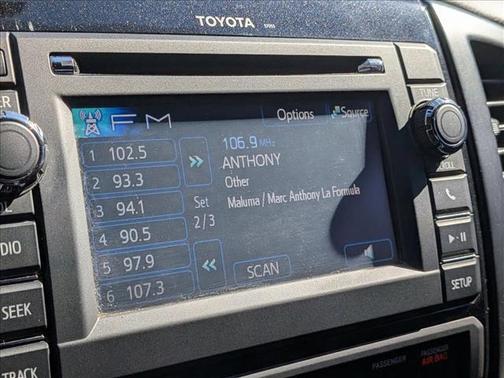 TOYOTA
TUNE
FM
Options
Source
1 102.5
2 93.3
3 94.1
4 90.5
5 97.9
6 107.3
»
Set
2/3
«
106.9 MHz
ANTHONY
Other
Maluma / Marc Anthony La Formula
SCAN
SETUP
SEEK
TRACK
PASSENGER
PASSENGER
AIR BAG